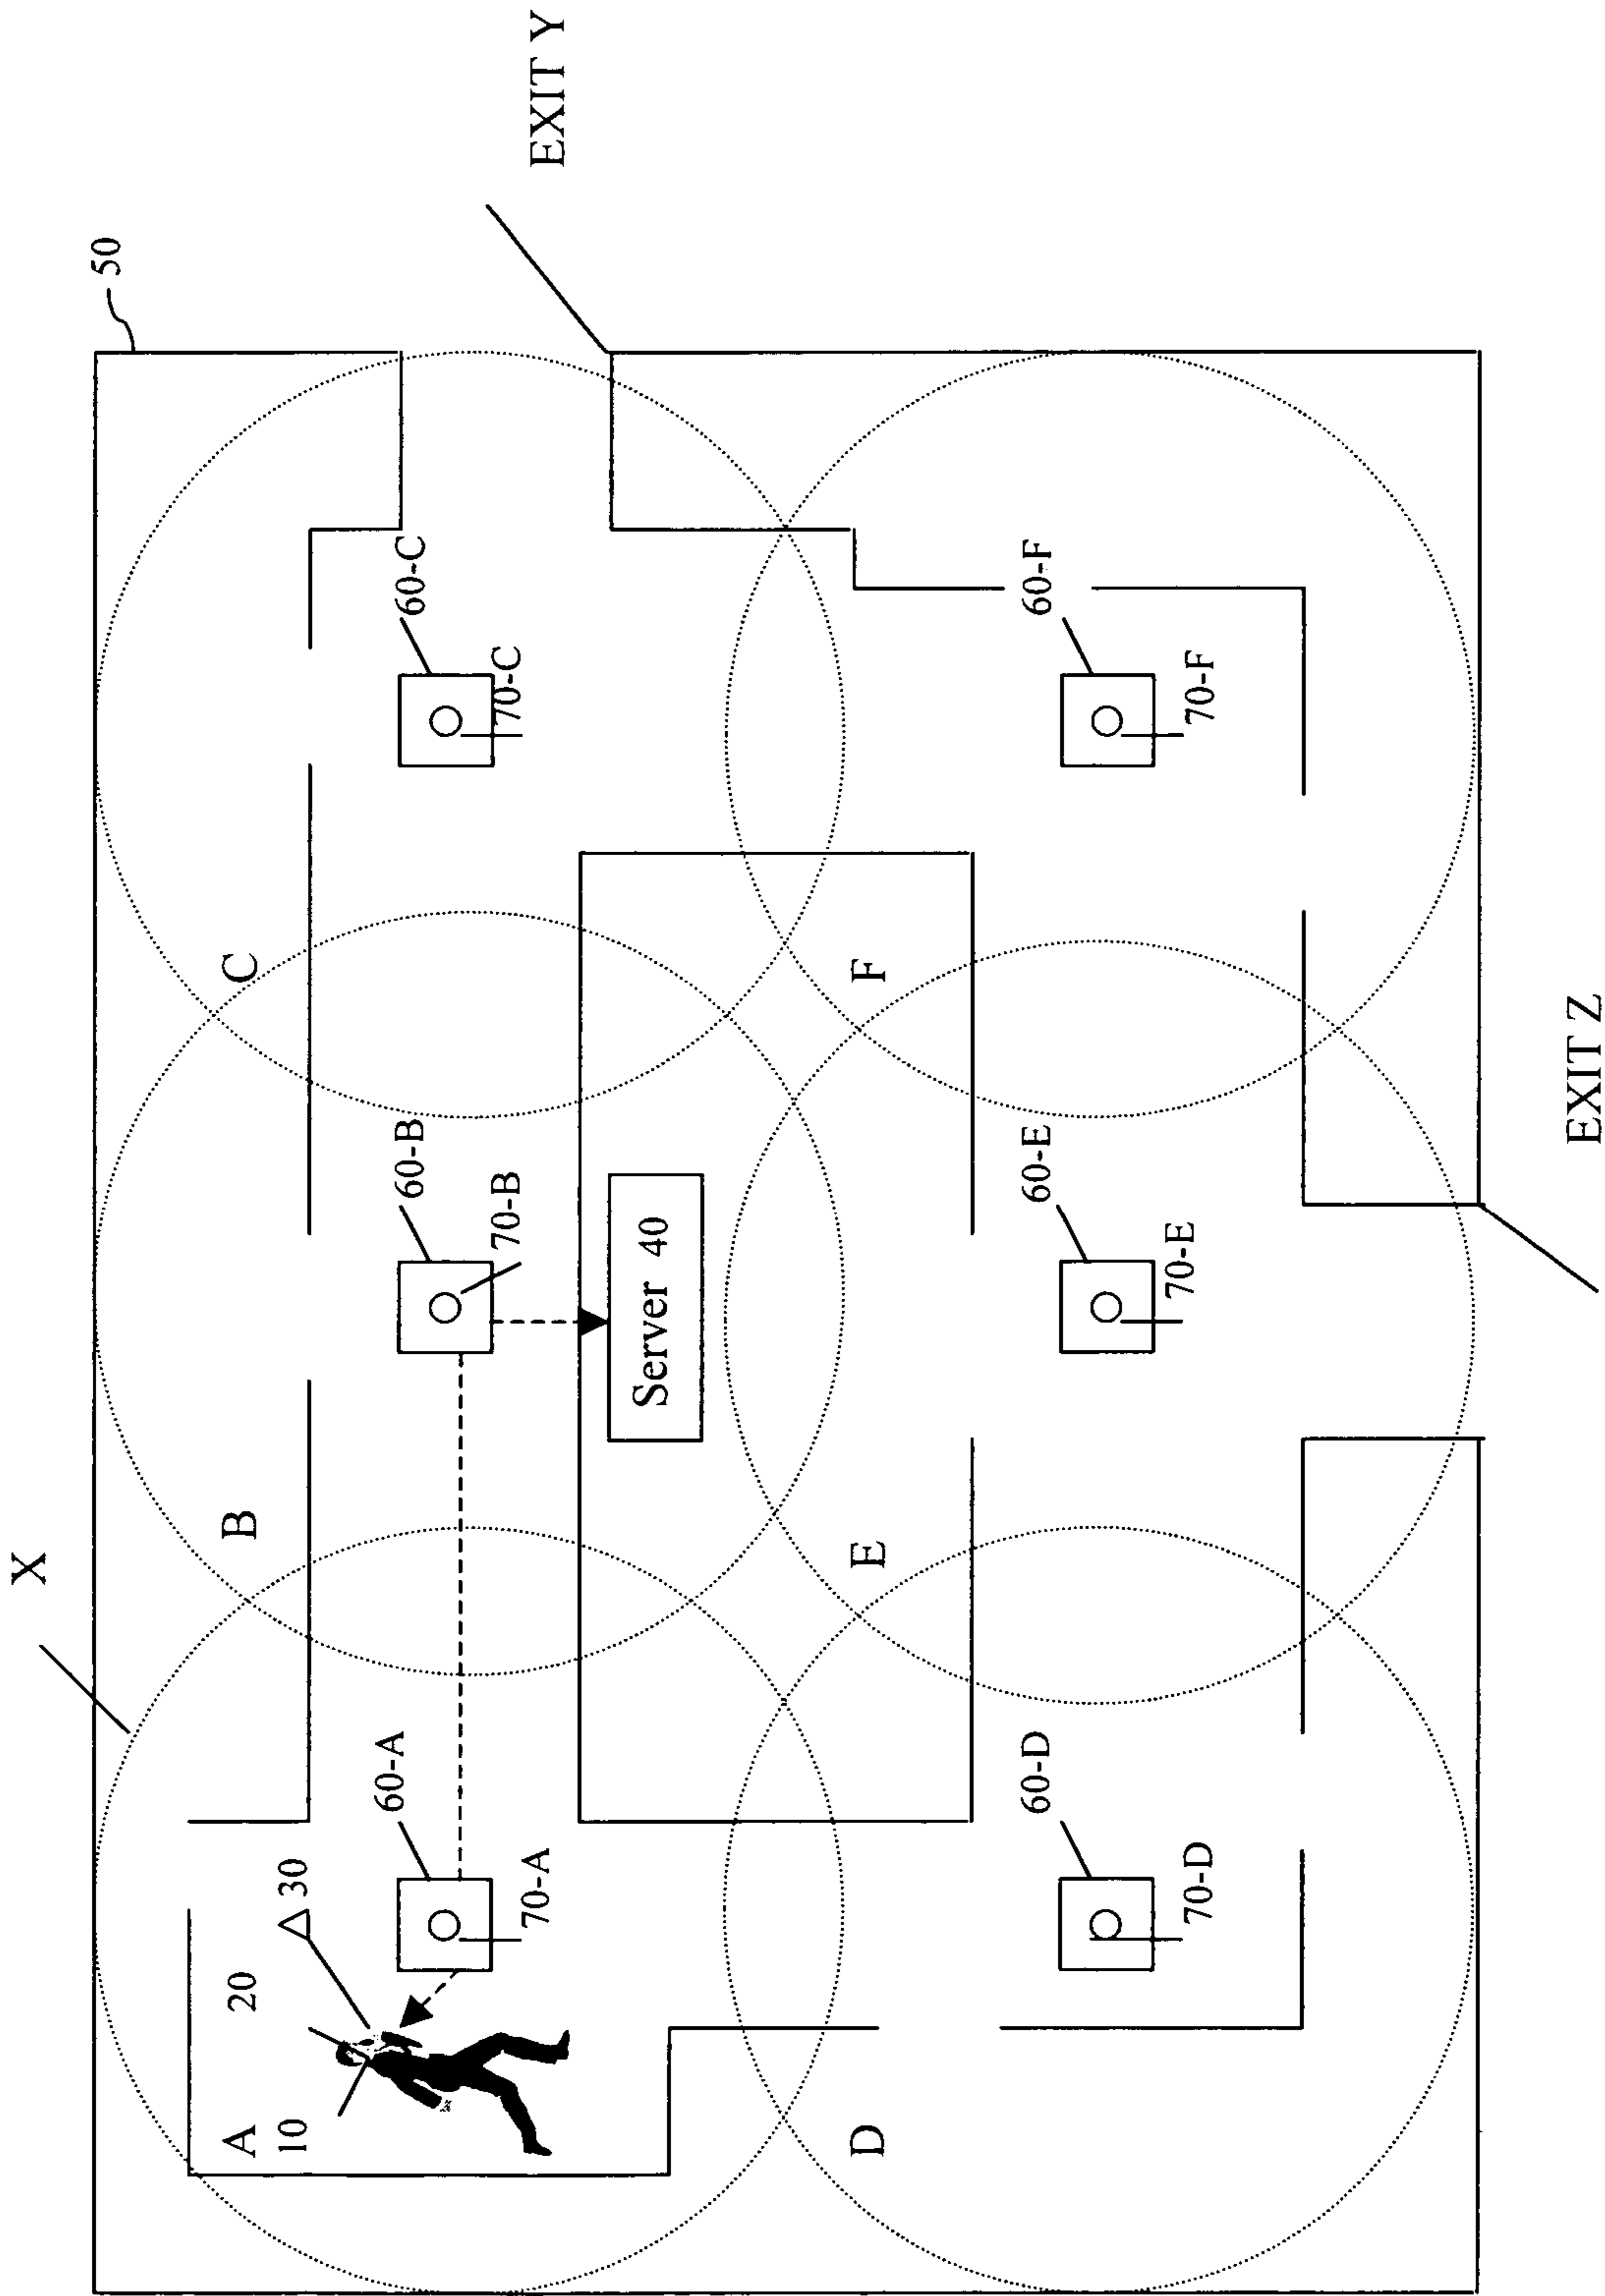 X
50
EXIT Y
A
B
C
10
20
30
60-A
60-B
60-C
70-A
70-B
70-C
Server 40
D
E
F
60-D
60-E
60-F
70-D
70-E
70-F
EXIT Z